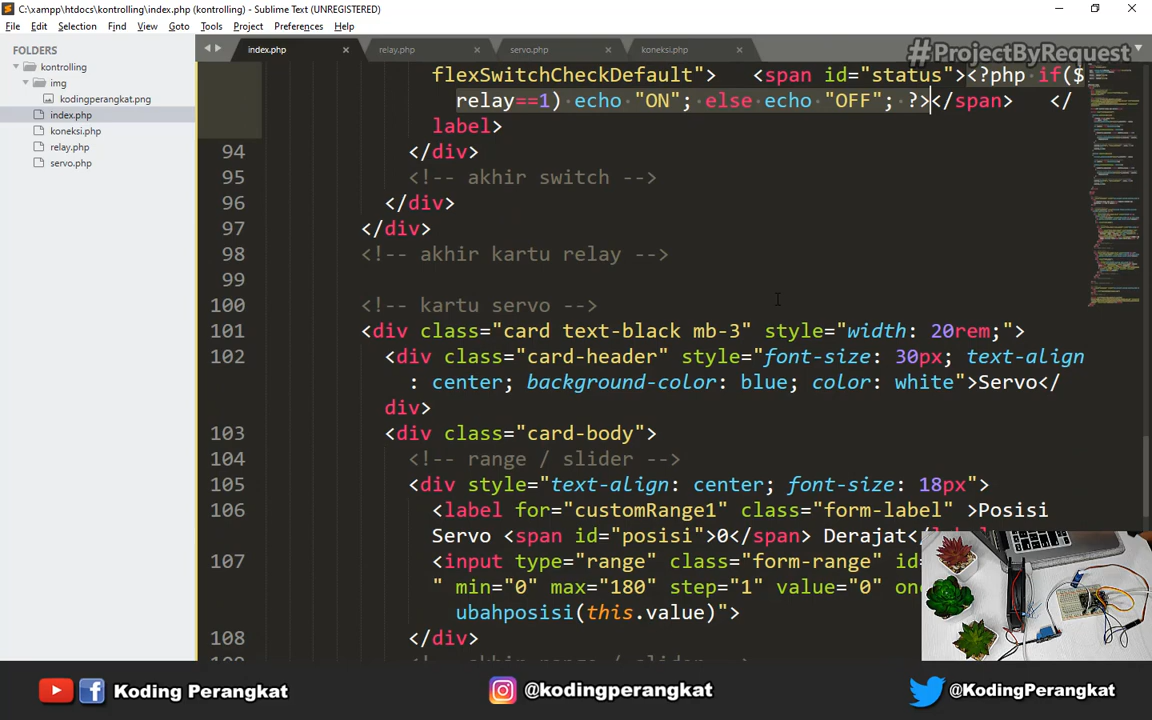 C:\xampp\htdocs\kontrolling\index.php (kontrolling) - Sublime Text (UNREGISTERED)
File Edit Selection Find View Goto Tools Project Preferences Help
FOLDERS
kontrolling
img
kodingperangkat.png
index.php
koneksi.php
relay.php
servo.php
index.php relay.php servo.php koneksi.php
#ProjectByRequest
flexSwitchCheckDefault"> <span id="status"><?php if($
relay==1) echo "ON"; else echo "OFF"; ?></span> </
label>
94 </div>
95 <!-- akhir switch -->
96 </div>
97 </div>
98 <!-- akhir kartu relay -->
99
100 <!-- kartu servo -->
101 <div class="card text-black mb-3" style="width: 20rem;">
102 <div class="card-header" style="font-size: 30px; text-align
: center; background-color: blue; color: white">Servo</
div>
103 <div class="card-body">
104 <!-- range / slider -->
105 <div style="text-align: center; font-size: 18px">
106 <label for="customRange1" class="form-label" >Posisi
Servo <span id="posisi">0</span> Derajat</
107 <input type="range" class="form-range" id=
" min="0" max="180" step="1" value="0" on
ubahposisi(this.value)">
108 </div>
Koding Perangkat
@kodingperangkat
@KodingPerangkat